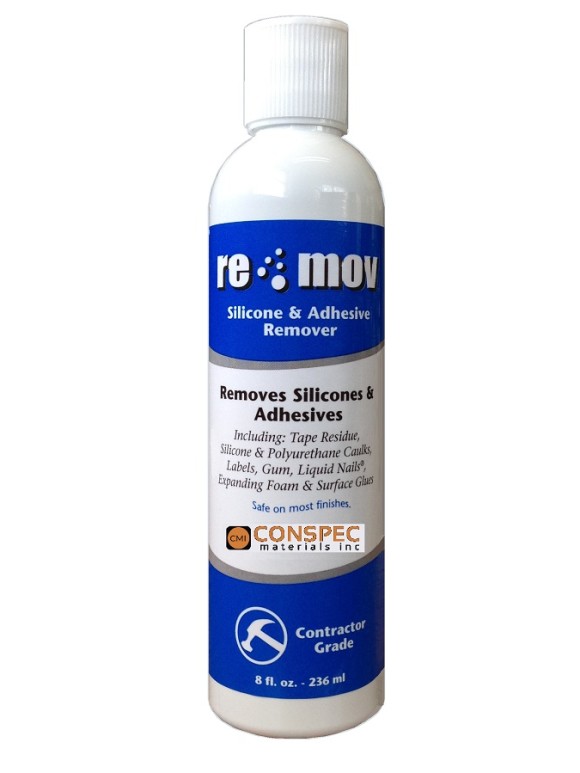 re mov
Silicone & Adhesive
Remover
Removes Silicones &
Adhesives
Including: Tape Residue,
Silicone & Polyurethane Caulks,
Labels, Gum, Liquid Nails®,
Expanding Foam & Surface Glues
Safe on most finishes.
CMI CONSPEC
materials inc
Contractor
Grade
8 fl. oz. - 236 ml